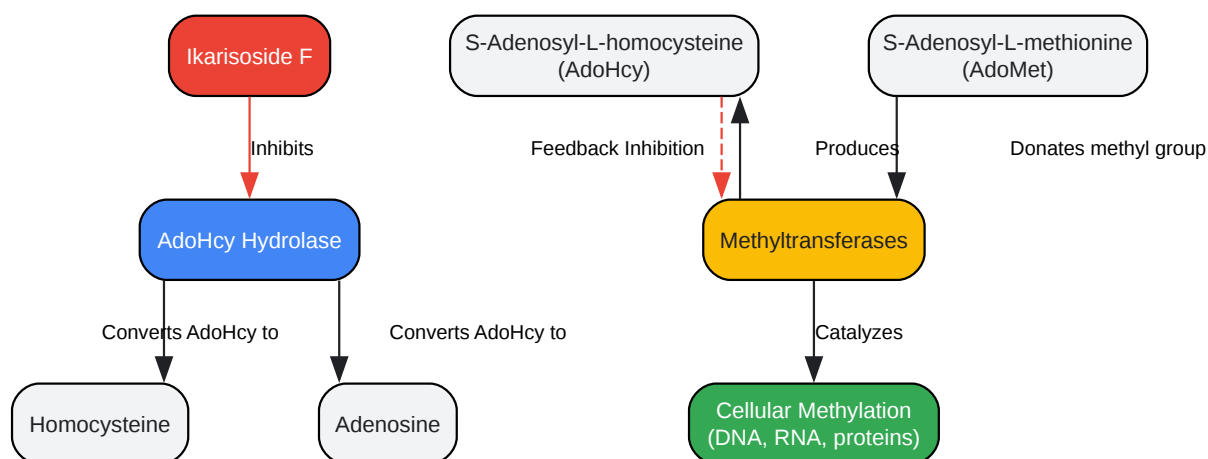 Ikarisoside F
S-Adenosyl-L-homocysteine
(AdoHcy)
S-Adenosyl-L-methionine
(AdoMet)
Inhibits
Feedback Inhibition
Produces
Donates methyl group
AdoHcy Hydrolase
Methyltransferases
Converts AdoHcy to
Converts AdoHcy to
Catalyzes
Homocysteine
Adenosine
Cellular Methylation
(DNA, RNA, proteins)